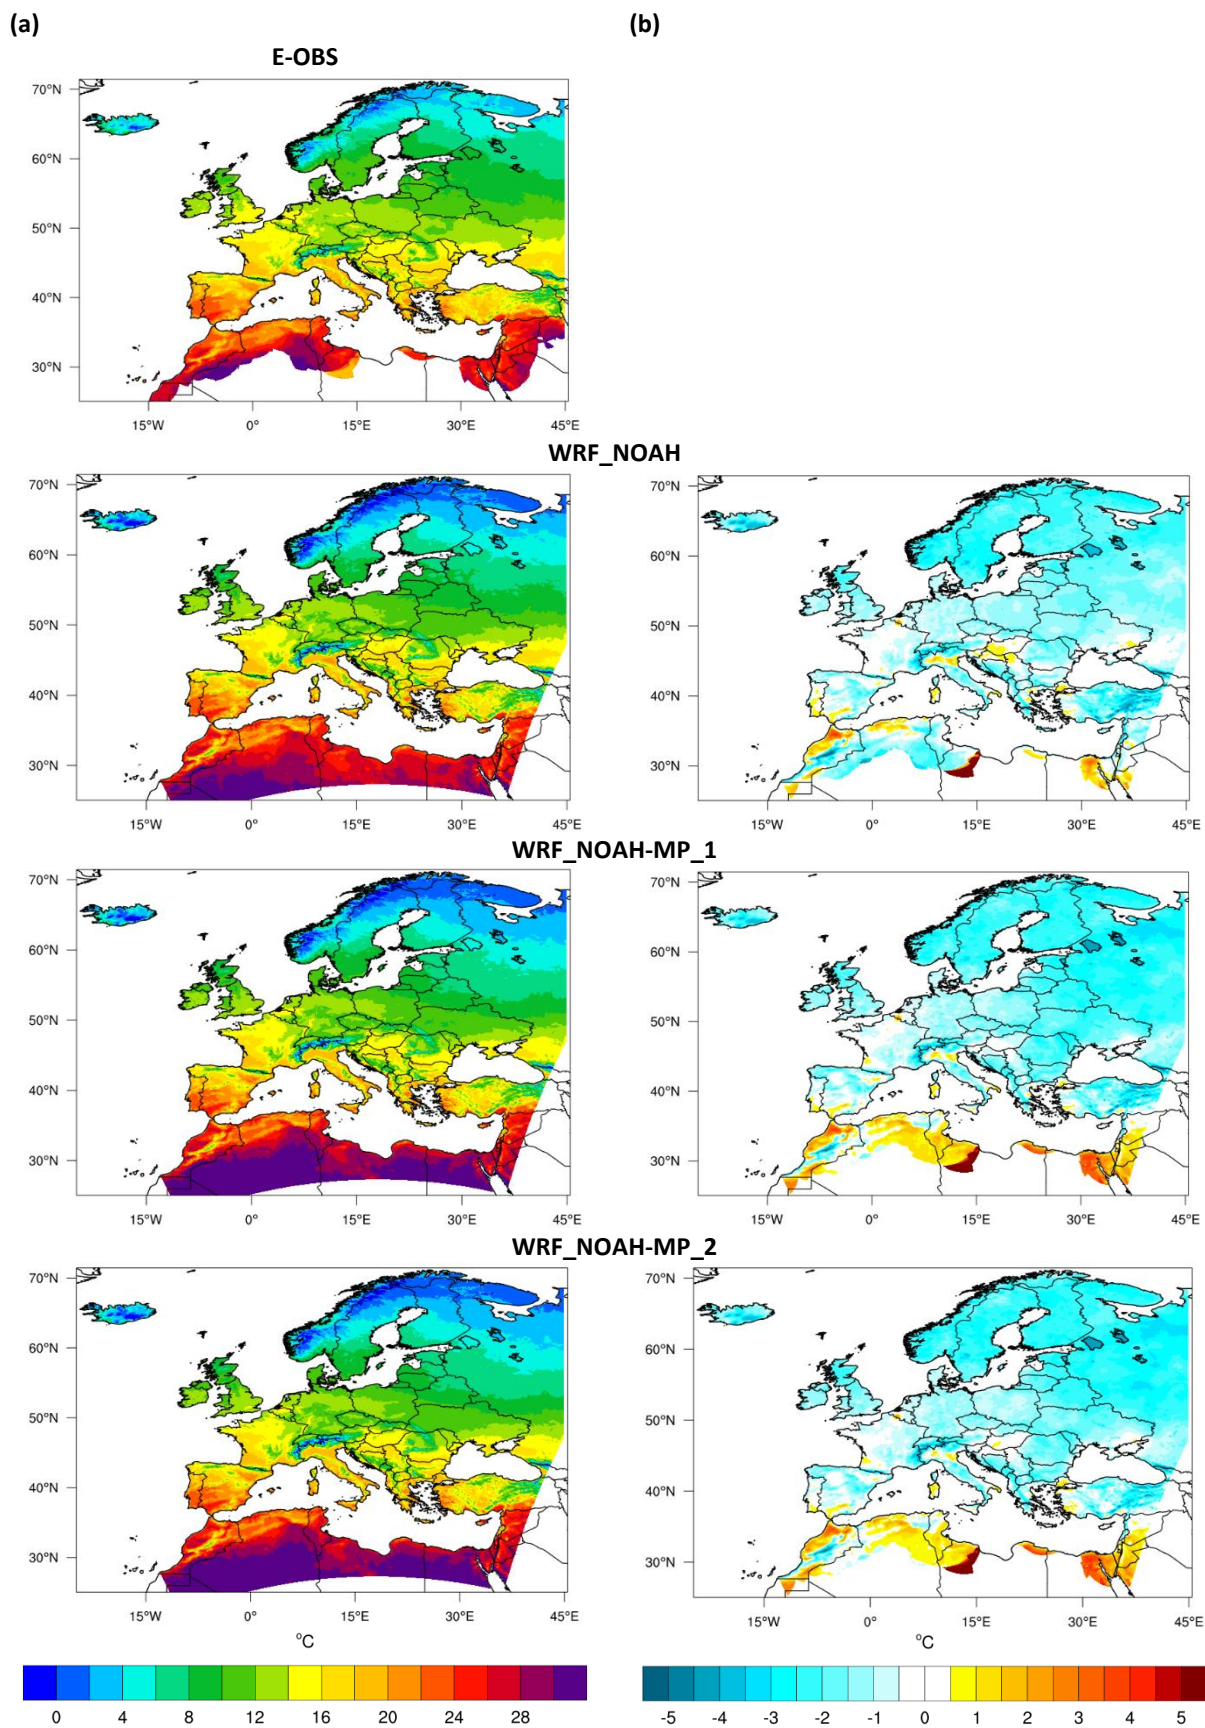 (a) (b)
E-OBS
70°N
60°N
50°N
40°N
30°N
15°W 0° 15°E 30°E 45°E
WRF_NOAH
70°N 70°N
60°N 60°N
50°N 50°N
40°N 40°N
30°N 30°N
15°W 0° 15°E 30°E 45°E 15°W 0° 15°E 30°E 45°E
WRF_NOAH-MP_1
70°N 70°N
60°N 60°N
50°N 50°N
40°N 40°N
30°N 30°N
15°W 0° 15°E 30°E 45°E 15°W 0° 15°E 30°E 45°E
WRF_NOAH-MP_2
70°N 70°N
60°N 60°N
50°N 50°N
40°N 40°N
30°N 30°N
15°W 0° 15°E 30°E 45°E 15°W 0° 15°E 30°E 45°E
°C °C
0 4 8 12 16 20 24 28 -5 -4 -3 -2 -1 0 1 2 3 4 5